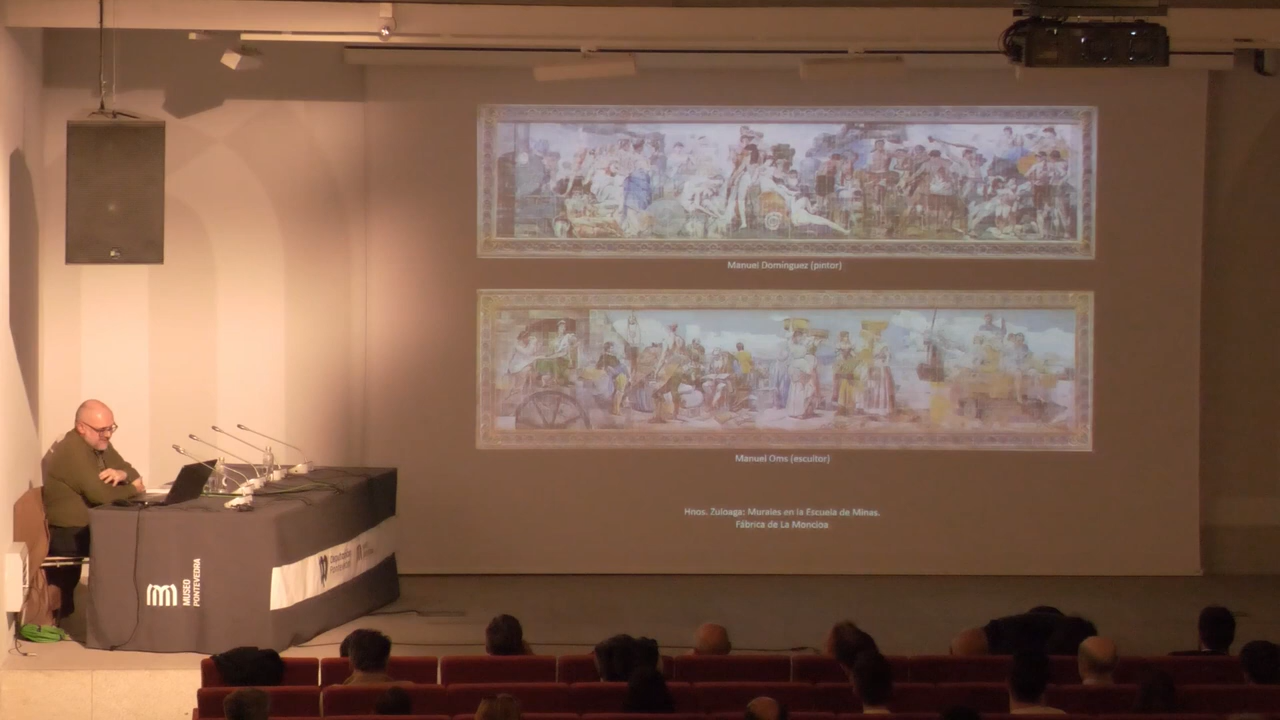 Manuel Domínguez (pintor)
Manuel Oms (escultor)
Hnos. Zuloaga: Murales en la Escuela de Minas.
Fábrica de La Moncloa
MUSEO
PONTEVEDRA